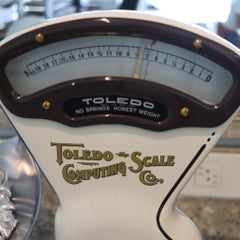 TOLEDO
NO SPRINGS HONEST WEIGHT
TOLEDO SCALE
COMPUTING CO.